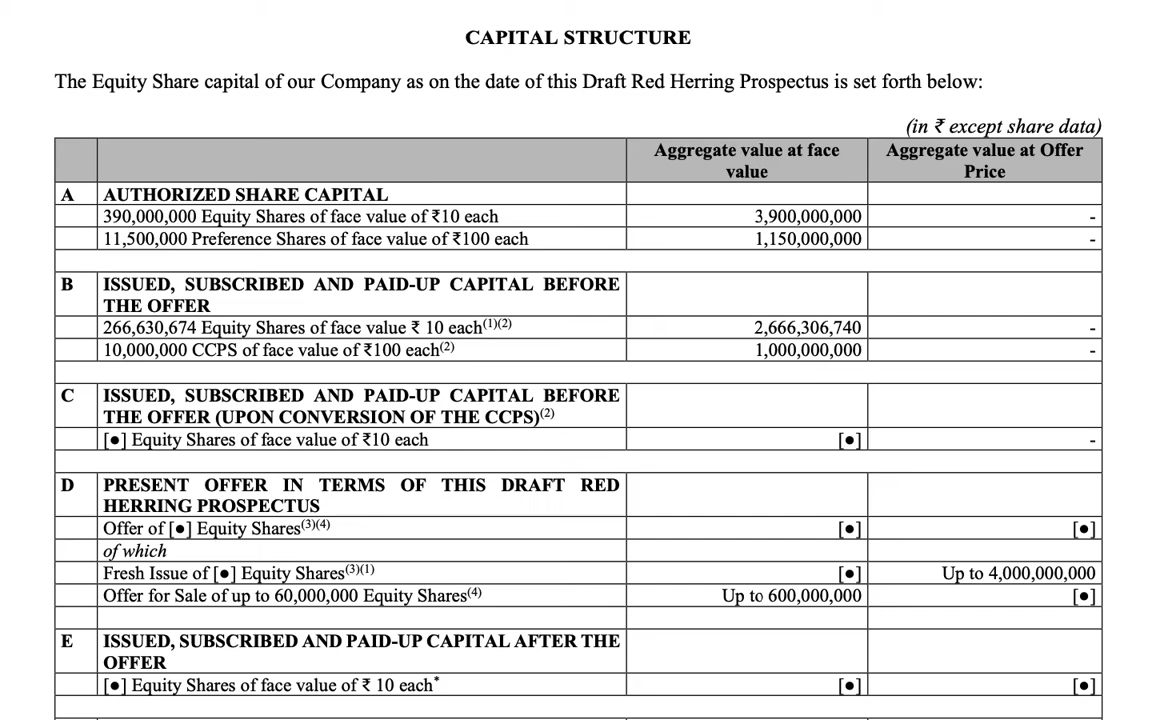 CAPITAL STRUCTURE
The Equity Share capital of our Company as on the date of this Draft Red Herring Prospectus is set forth below:
(in ₹ except share data)
Aggregate value at face value Aggregate value at Offer Price
A AUTHORIZED SHARE CAPITAL
390,000,000 Equity Shares of face value of ₹10 each 3,900,000,000 -
11,500,000 Preference Shares of face value of ₹100 each 1,150,000,000 -
B ISSUED, SUBSCRIBED AND PAID-UP CAPITAL BEFORE
THE OFFER
266,630,674 Equity Shares of face value ₹ 10 each(1)(2) 2,666,306,740 -
10,000,000 CCPS of face value of ₹100 each(2) 1,000,000,000 -
C ISSUED, SUBSCRIBED AND PAID-UP CAPITAL BEFORE
THE OFFER (UPON CONVERSION OF THE CCPS)(2)
[●] Equity Shares of face value of ₹10 each [●] -
D PRESENT OFFER IN TERMS OF THIS DRAFT RED
HERRING PROSPECTUS
Offer of [●] Equity Shares(3)(4) [●] [●]
of which
Fresh Issue of [●] Equity Shares(3)(1) [●] Up to 4,000,000,000
Offer for Sale of up to 60,000,000 Equity Shares(4) Up to 600,000,000 [●]
E ISSUED, SUBSCRIBED AND PAID-UP CAPITAL AFTER THE
OFFER
[●] Equity Shares of face value of ₹ 10 each* [●] [●]